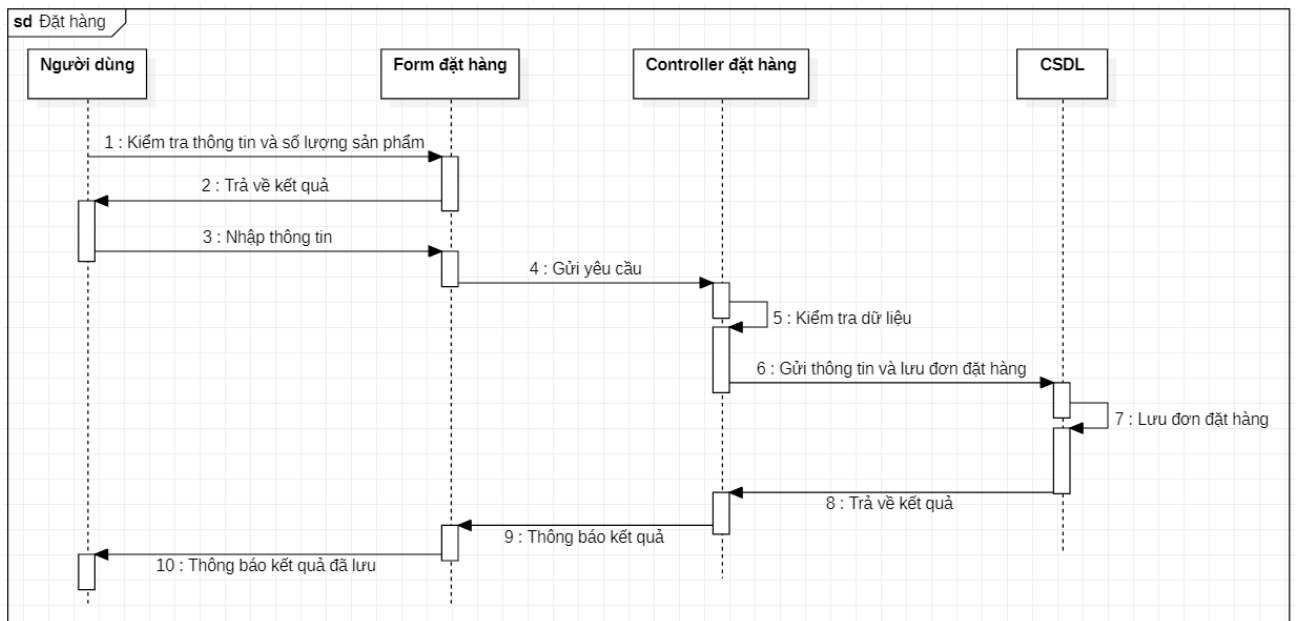 sd Đặt hàng
Người dùng
Form đặt hàng
Controller đặt hàng
CSDL
1 : Kiểm tra thông tin và số lượng sản phẩm
2 : Trả về kết quả
3 : Nhập thông tin
4 : Gửi yêu cầu
5 : Kiểm tra dữ liệu
6 : Gửi thông tin và lưu đơn đặt hàng
7 : Lưu đơn đặt hàng
8 : Trả về kết quả
9 : Thông báo kết quả
10 : Thông báo kết quả đã lưu